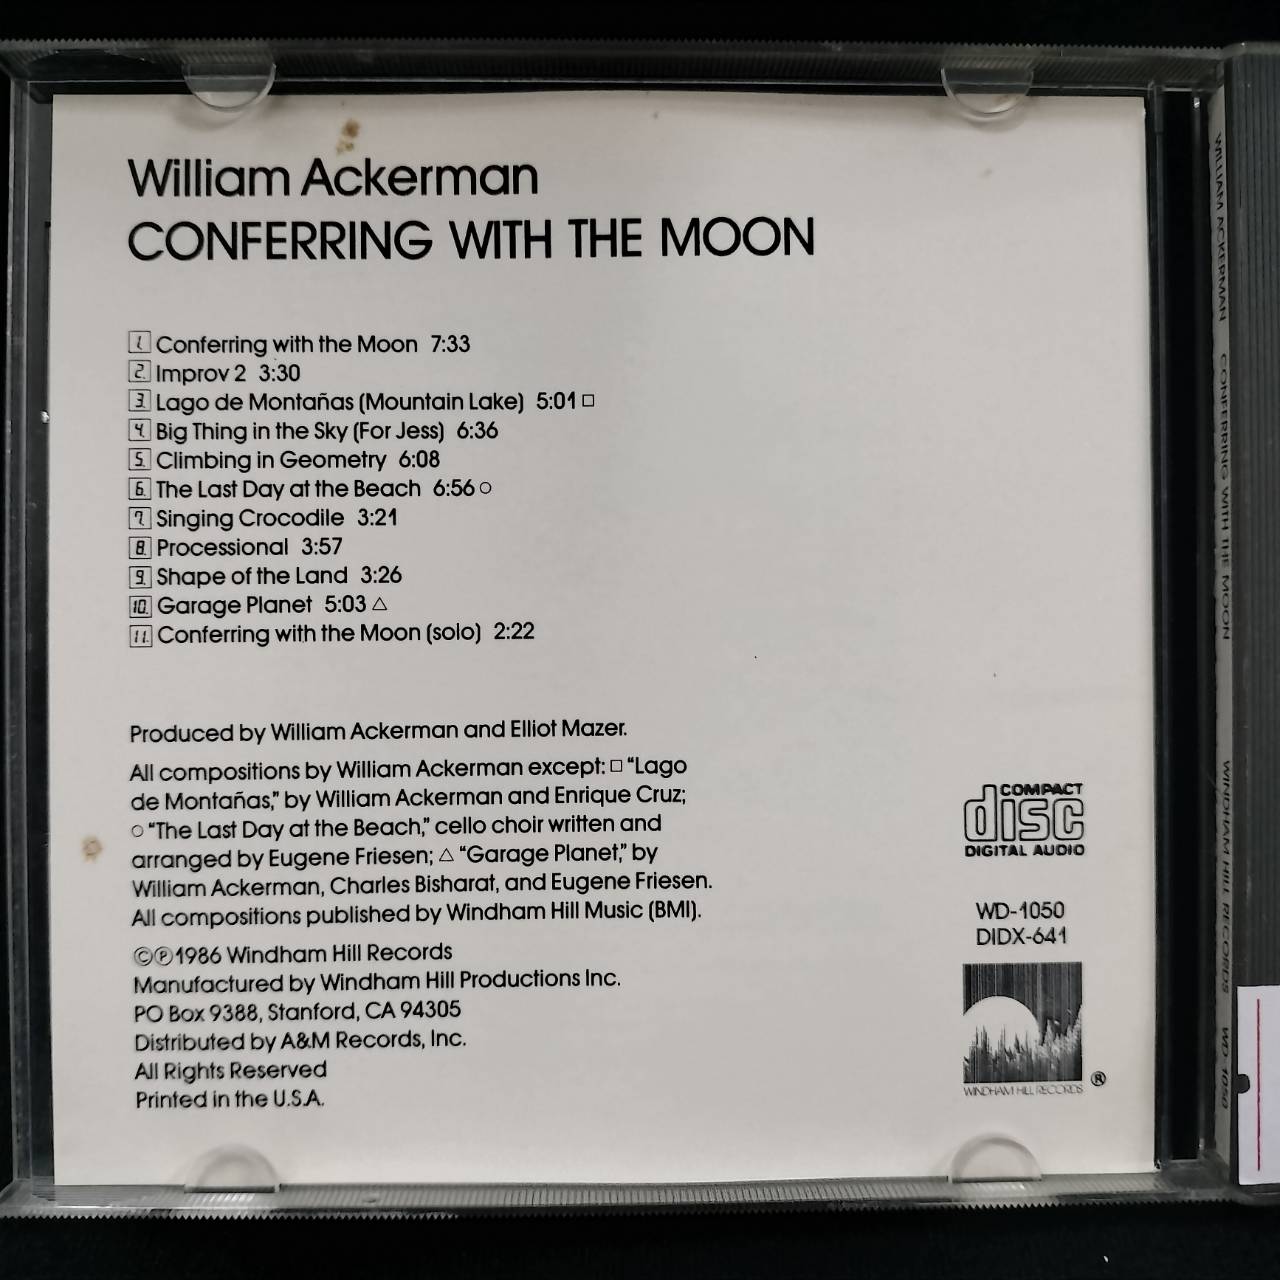 William Ackerman
CONFERRING WITH THE MOON
1. Conferring with the Moon 7:33
2. Improv 2 3:30
3. Lago de Montañas (Mountain Lake) 5:01 □
4. Big Thing in the Sky (For Jess) 6:36
5. Climbing in Geometry 6:08
6. The Last Day at the Beach 6:56 ○
7. Singing Crocodile 3:21
8. Processional 3:57
9. Shape of the Land 3:26
10. Garage Planet 5:03 △
11. Conferring with the Moon (solo) 2:22
Produced by William Ackerman and Elliot Mazer.
All compositions by William Ackerman except: □ “Lago
de Montañas,” by William Ackerman and Enrique Cruz;
○ “The Last Day at the Beach,” cello choir written and
arranged by Eugene Friesen; △ “Garage Planet,” by
William Ackerman, Charles Bisharat, and Eugene Friesen.
All compositions published by Windham Hill Music (BMI).
©℗1986 Windham Hill Records
Manufactured by Windham Hill Productions Inc.
PO Box 9388, Stanford, CA 94305
Distributed by A&M Records, Inc.
All Rights Reserved
Printed in the U.S.A.
COMPACT
disc
DIGITAL AUDIO
WD-1050
DIDX-641
WINDHAM HILL RECORDS ®
WILLIAM ACKERMAN CONFERRING WITH THE MOON WINDHAM HILL RECORDS WD-1050